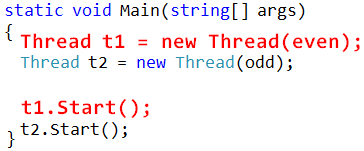 static void Main(string[] args)
{
Thread t1 = new Thread(even);
Thread t2 = new Thread(odd);
t1.Start();
t2.Start();
}